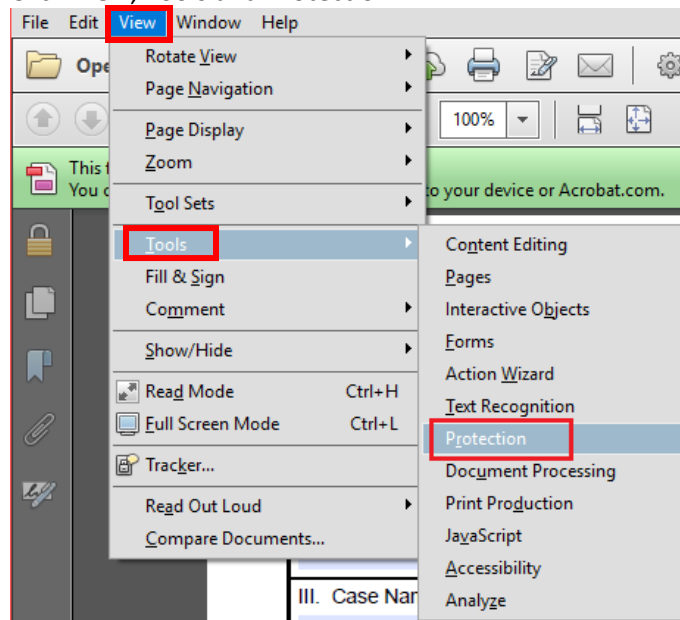 File Edit View Window Help
Ope
100%
This
You to your device or Acrobat.com.
Rotate View
Page Navigation
Page Display
Zoom
Tool Sets
Tools
Fill & Sign
Comment
Show/Hide
Read Mode Ctrl+H
Full Screen Mode Ctrl+L
Tracker...
Read Out Loud
Compare Documents...
Content Editing
Pages
Interactive Objects
Forms
Action Wizard
Text Recognition
Protection
Document Processing
Print Production
JavaScript
Accessibility
Analyze
III. Case Nar